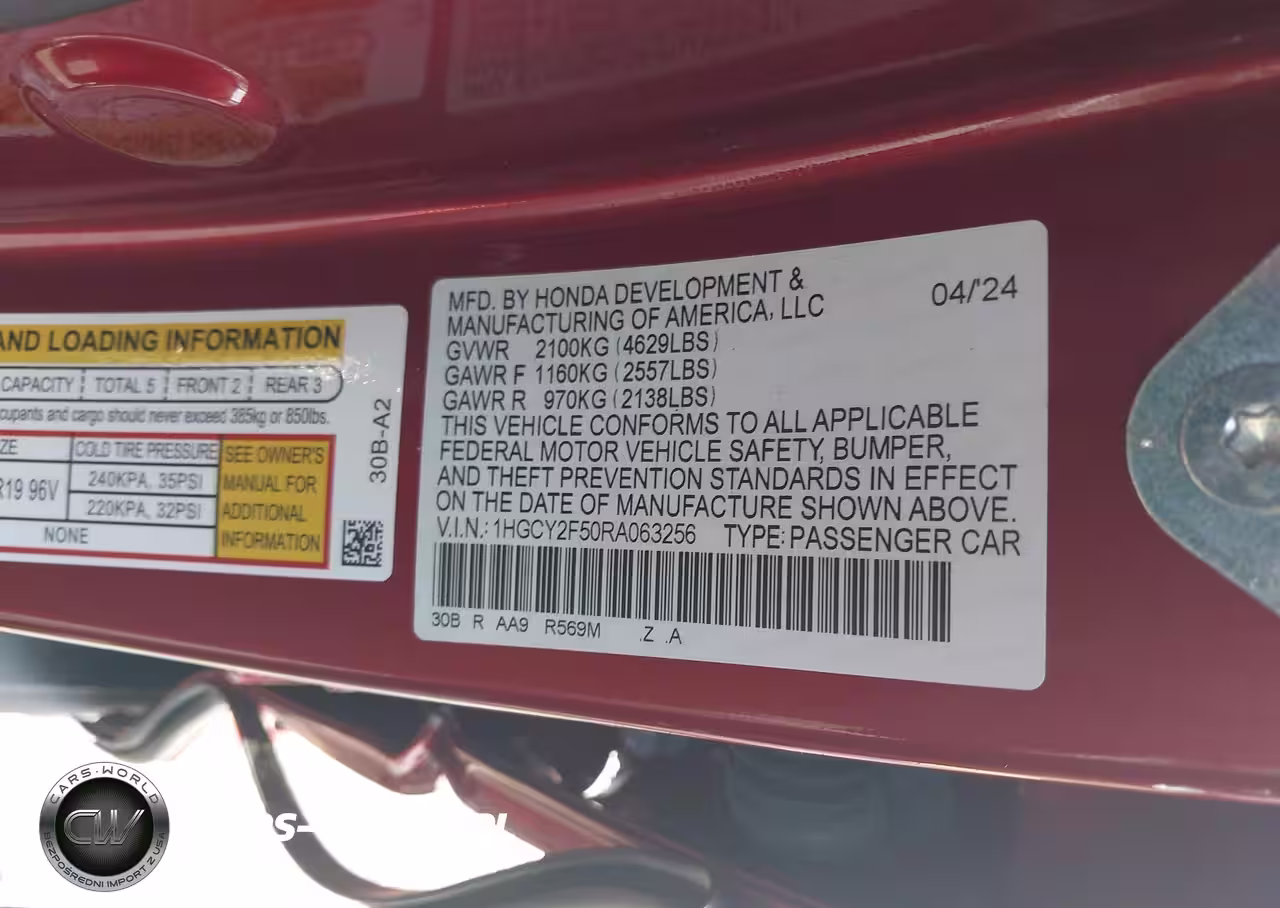 AND LOADING INFORMATION
CAPACITY TOTAL 5 FRONT 2 REAR 3
cupants and cargo should never exceed 385kg or 850lbs.
ZE COLD TIRE PRESSURE
R19 96V
240KPA, 35PSI
220KPA, 32PSI
NONE
SEE OWNER'S
MANUAL FOR
ADDITIONAL
INFORMATION
30B-A2
MFD. BY HONDA DEVELOPMENT &
MANUFACTURING OF AMERICA, LLC
04/'24
GVWR 2100KG (4629LBS)
GAWR F 1160KG (2557LBS)
GAWR R 970KG (2138LBS)
THIS VEHICLE CONFORMS TO ALL APPLICABLE
FEDERAL MOTOR VEHICLE SAFETY, BUMPER,
AND THEFT PREVENTION STANDARDS IN EFFECT
ON THE DATE OF MANUFACTURE SHOWN ABOVE.
V.I.N.: 1HGCY2F50RA063256 TYPE: PASSENGER CAR
30B R AA9 R569M .Z .A
CARS-WORLD
CW
BEZPOŚREDNI IMPORT Z USA